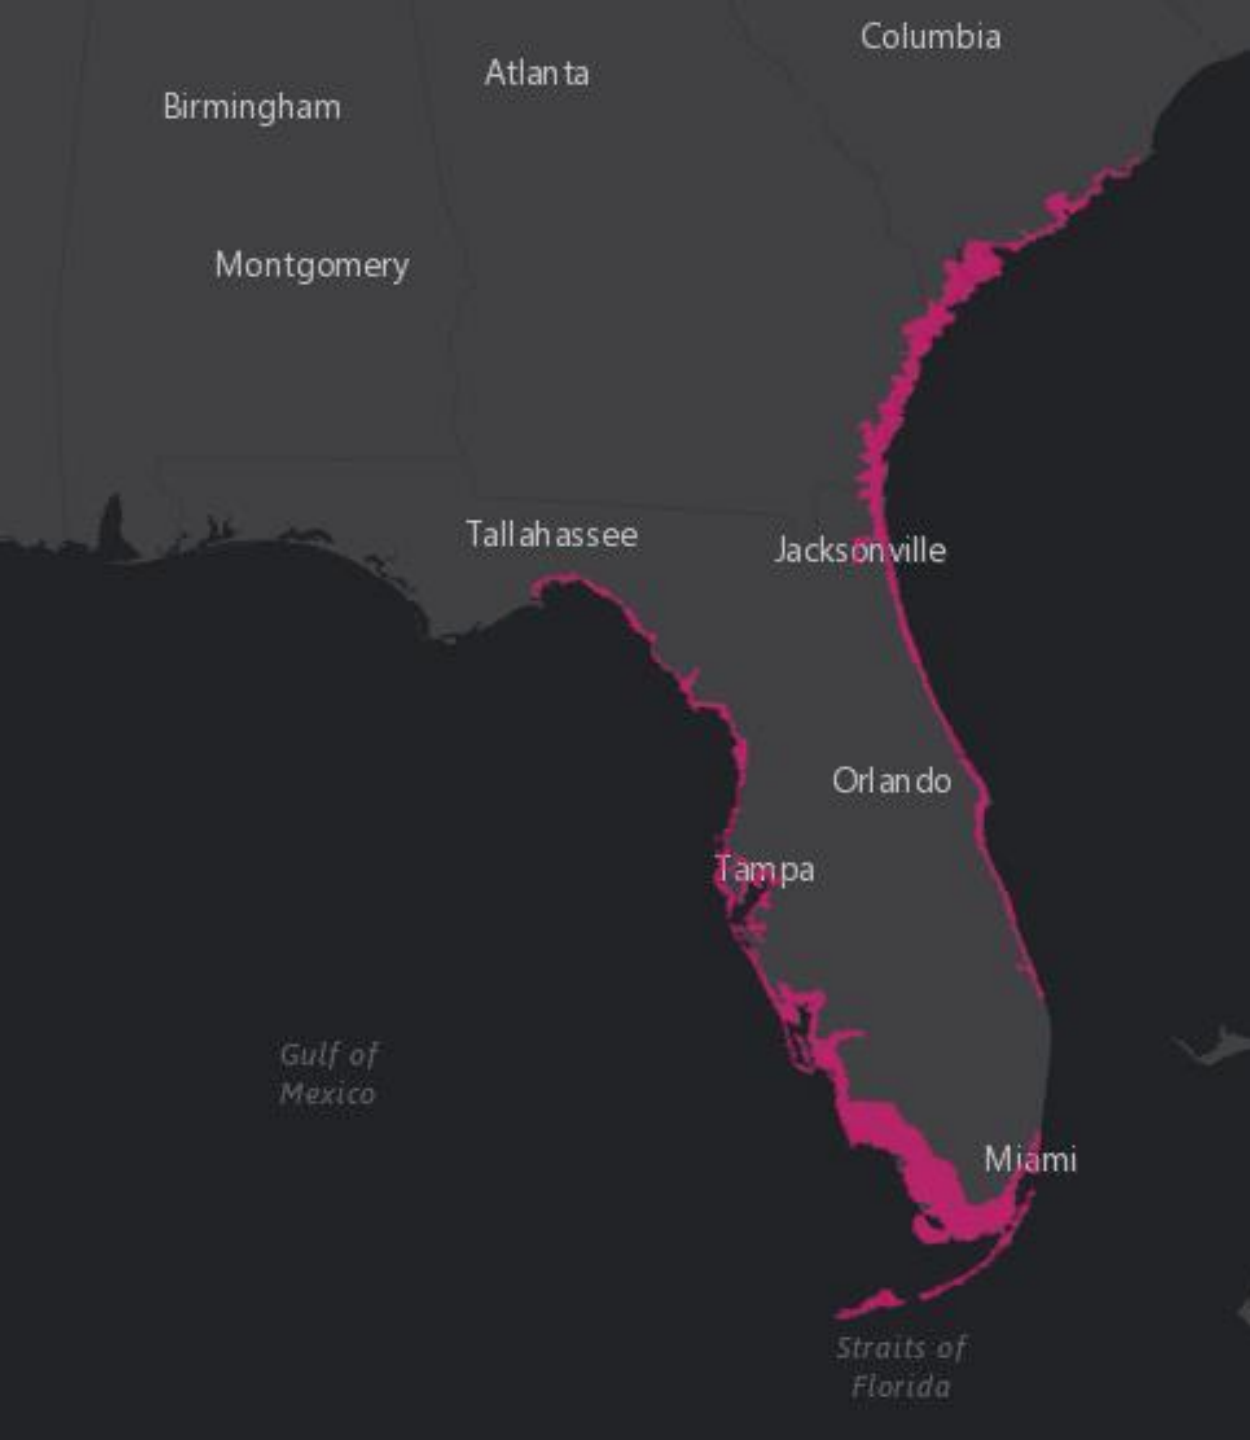 Columbia
Atlanta
Birmingham
Montgomery
Tallahassee
Jacksonville
Orlando
Tampa
Gulf of
Mexico
Miami
Straits of
Florida